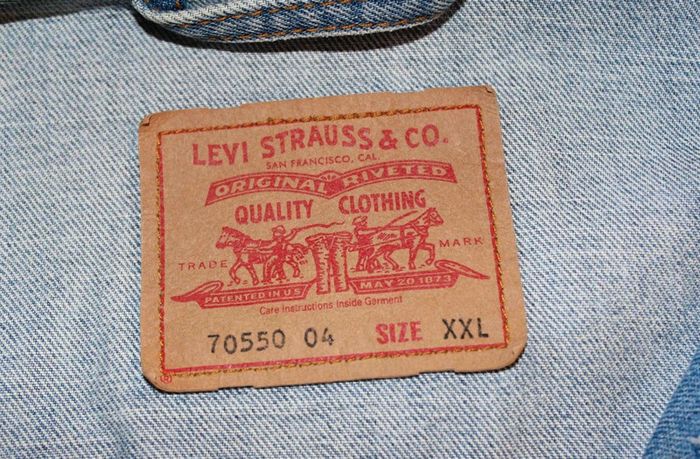 LEVI STRAUSS & CO.
SAN FRANCISCO, CAL.
ORIGINAL RIVETED
QUALITY CLOTHING
TRADE MARK
PATENTED IN U.S. MAY 20 1873
Care Instructions Inside Garment
70550 04 SIZE XXL
®